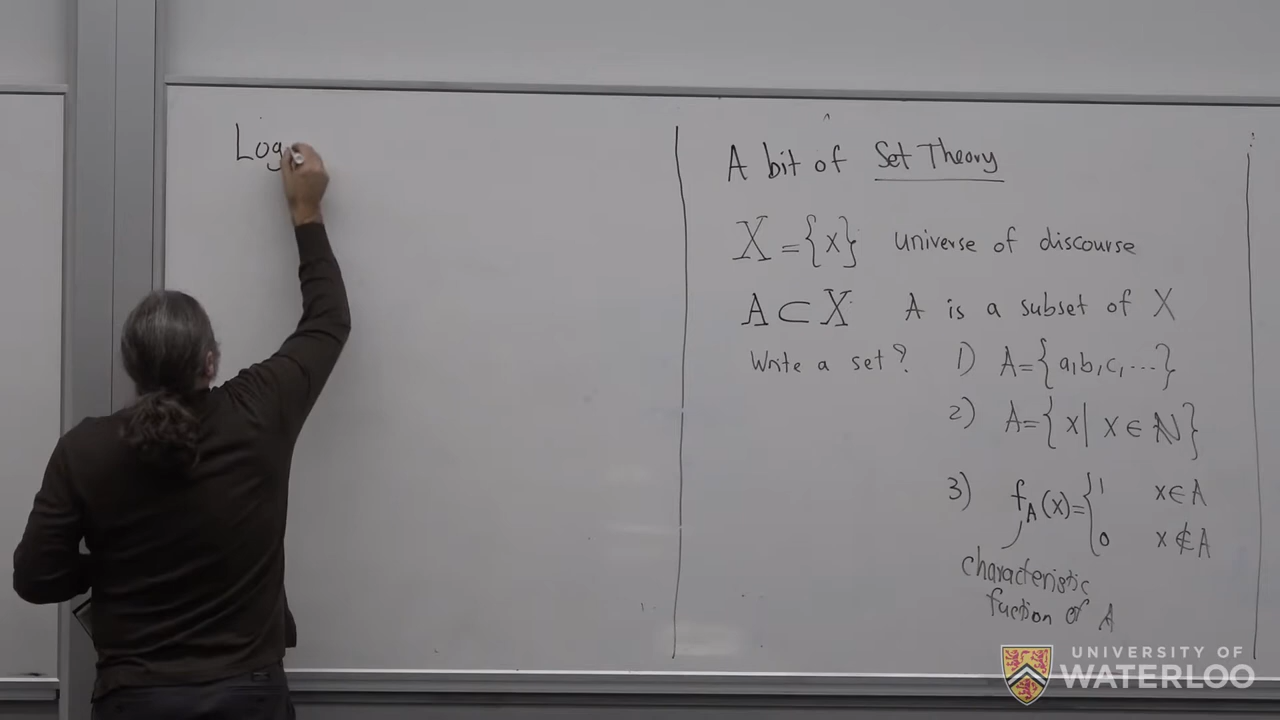 Log
A bit of Set Theory
X = {x} universe of discourse
A ⊂ X A is a subset of X
Write a set? 1) A = {a, b, c, ...}
2) A = {x | x ∈ ℕ}
3) f_A(x) = { 1 x ∈ A
0 x ∉ A
characteristic
fuction of A
UNIVERSITY OF
WATERLOO